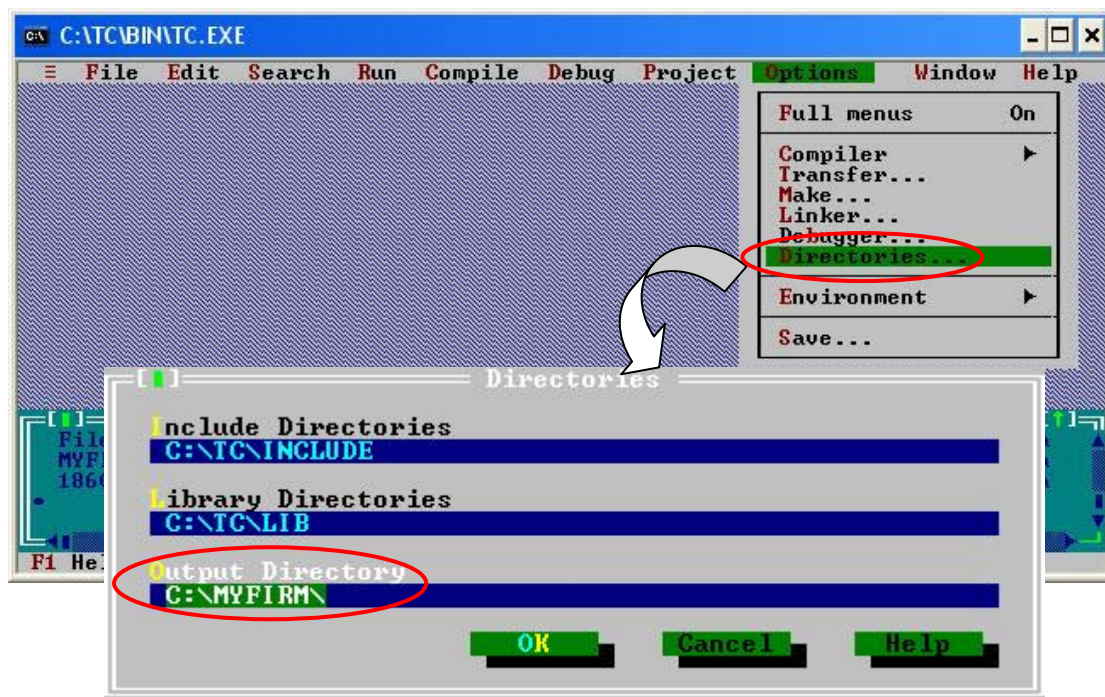 C:\TC\BIN\TC.EXE
≡ File Edit Search Run Compile Debug Project Options Window Help
Full menus On
Compiler
Transfer...
Make...
Linker...
Debugger...
Directories...
Environment
Save...
Directories
Include Directories
C:\TC\INCLUDE
Library Directories
C:\TC\LIB
Output Directory
C:\MYFIRM\
OK Cancel Help
F1